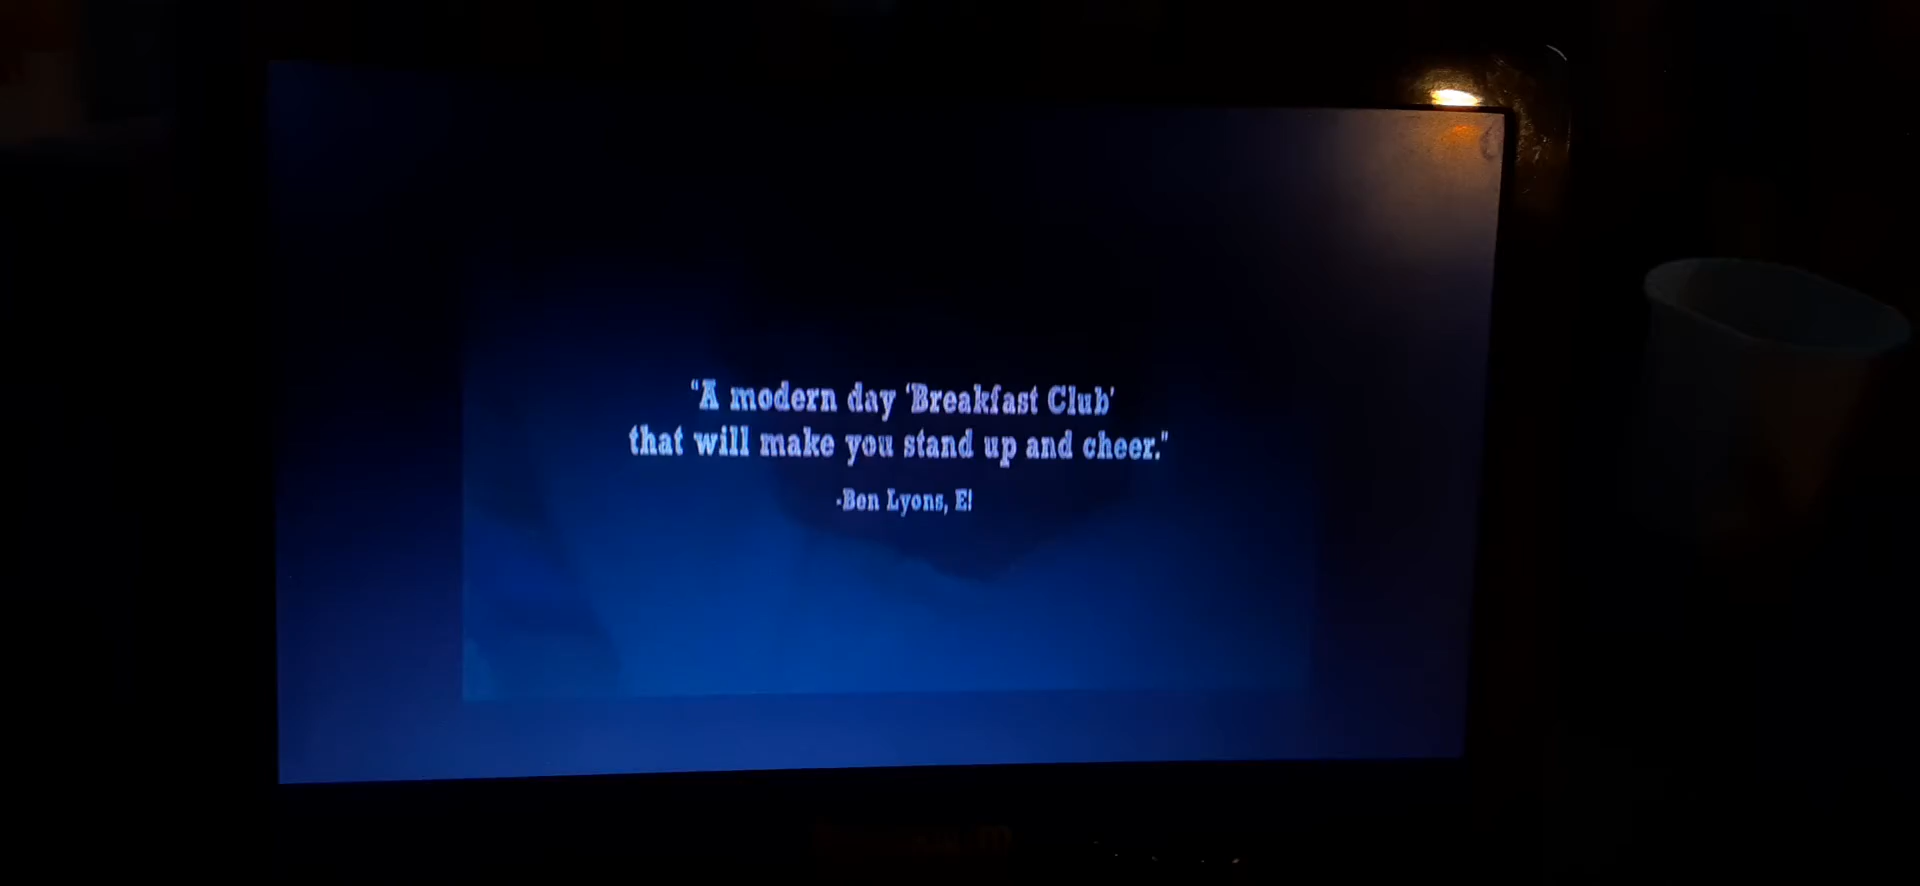 "A modern day 'Breakfast Club'
that will make you stand up and cheer."
-Ben Lyons, E!